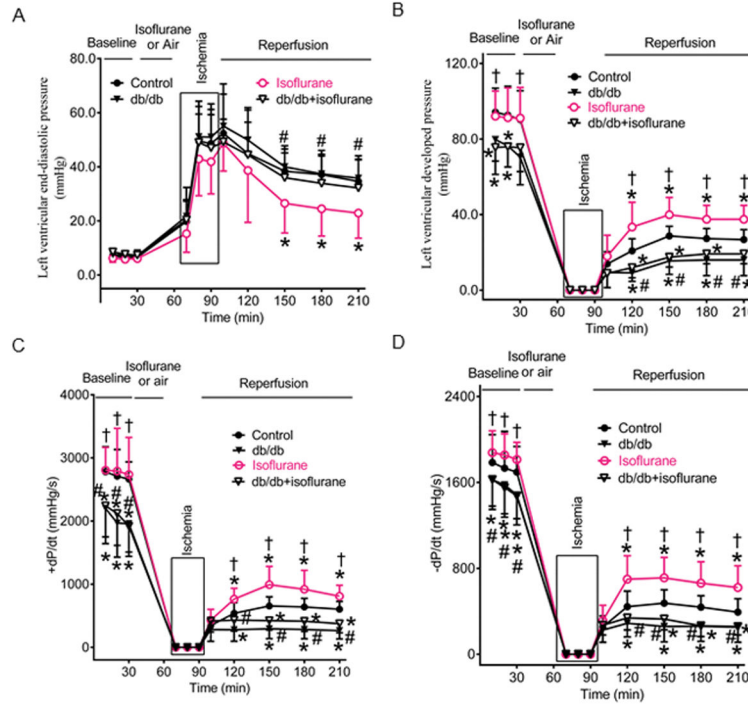 A
Isoflurane
or Air
Baseline
Ischemia
Reperfusion
Control
db/db
Isoflurane
db/db+isoflurane
Left ventricular end-diastolic pressure
(mmHg)
80.0
60.0
40.0
20.0
0.0
# # #
* * *
0 30 60 90 120 150 180 210
Time (min)
B
Isoflurane
or Air
Baseline
Reperfusion
Control
db/db
Isoflurane
db/db+isoflurane
Ischemia
Left ventricular developed pressure
(mmHg)
120.0
80.0
40.0
0.0
† †
* *
* *
† † † †
* * * *
* * *
*# *# *# #*
0 30 60 90 120 150 180 210
Time (min)
C
Isoflurane
or air
Baseline
Reperfusion
Control
db/db
Isoflurane
db/db+isoflurane
Ischemia
+dP/dt (mmHg/s)
4000
3000
2000
1000
0
† † †
# # #
* * *
* * *
† † † †
* * * *
# * * *
* # # #
* * *
0 30 60 90 120 150 180 210
Time (min)
D
Isoflurane
or air
Baseline
Reperfusion
Control
db/db
Isoflurane
db/db+isoflurane
Ischemia
-dP/dt (mmHg/s)
2400
1600
800
0
† † †
* * *
# * *
# #
† † † †
* * * *
# # # #
* * *
* * * *
0 30 60 90 120 150 180 210
Time (min)